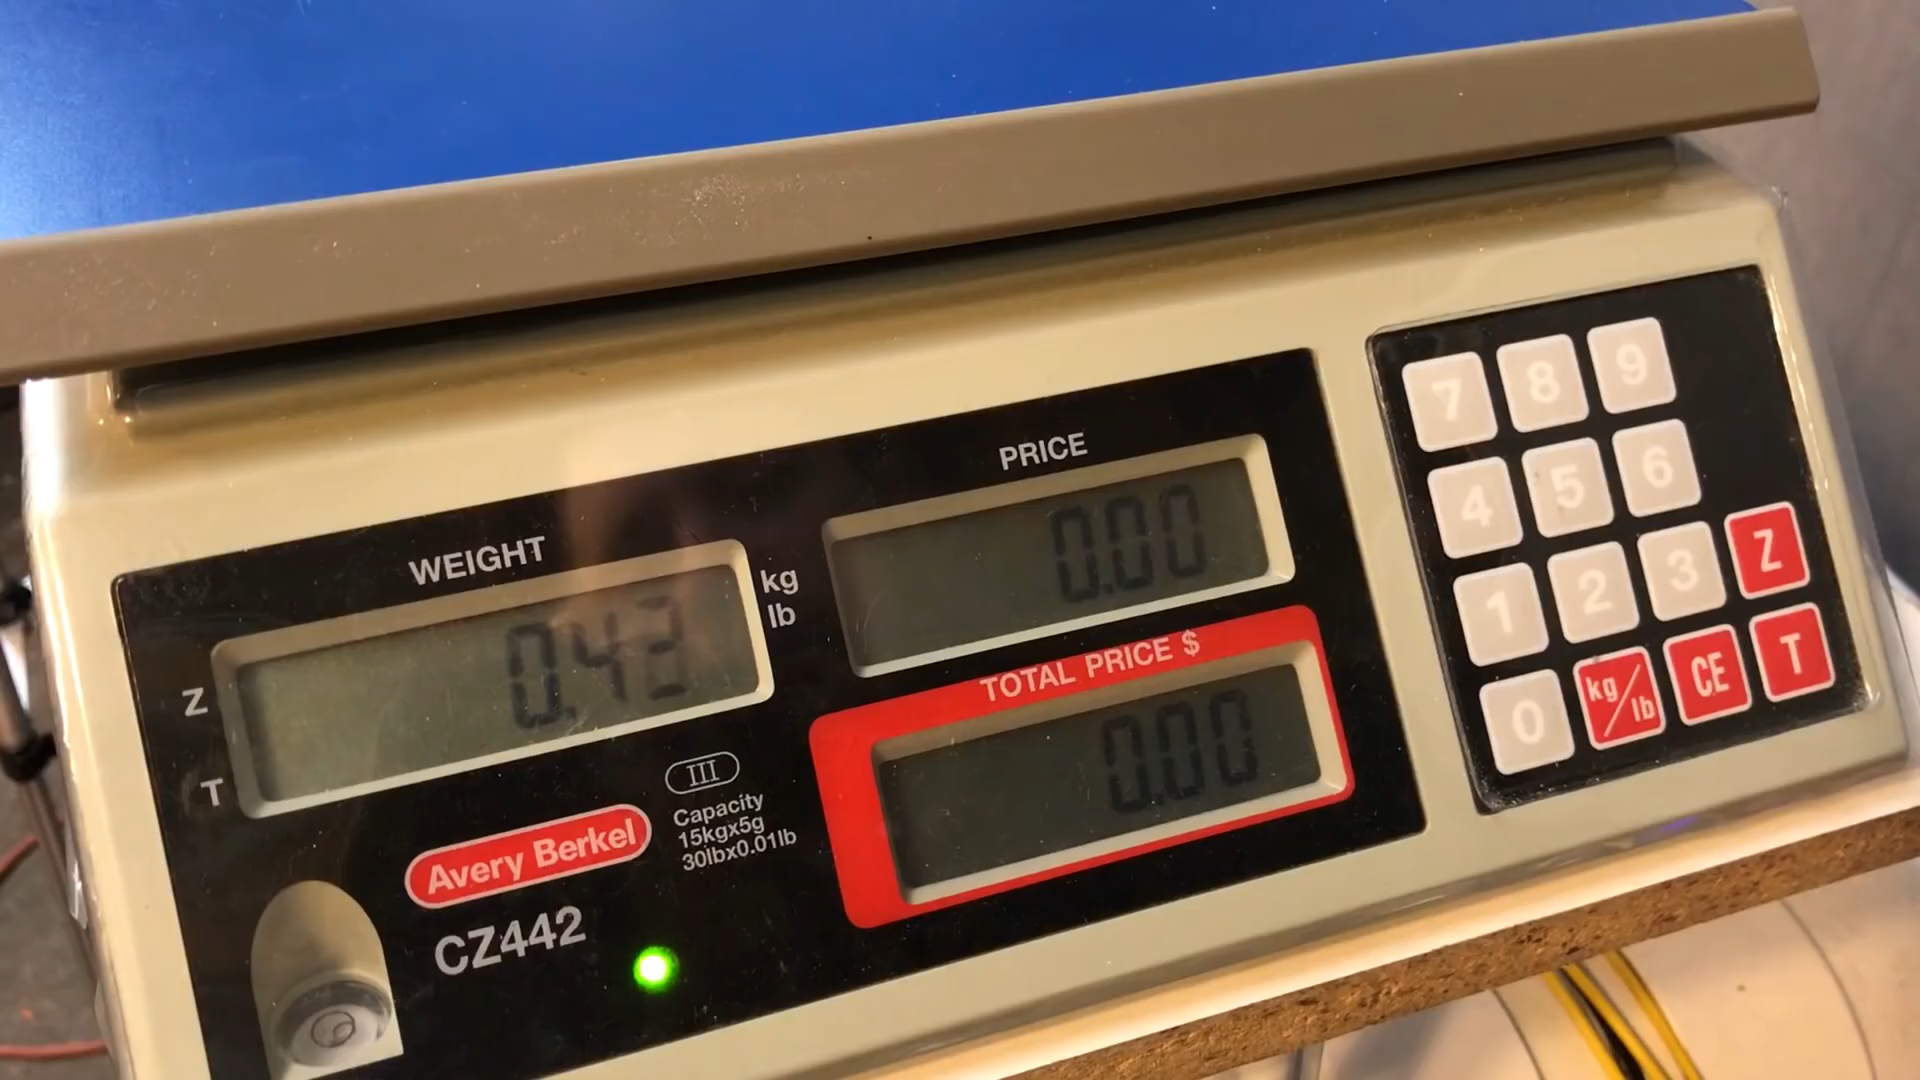 PRICE
0.00
WEIGHT
kg
lb
0.42
Z
T
TOTAL PRICE $
0.00
III
Capacity
15kgx5g
30lbx0.01lb
Avery Berkel
CZ442
7 8 9
4 5 6
1 2 3 Z
0 kg/lb CE T